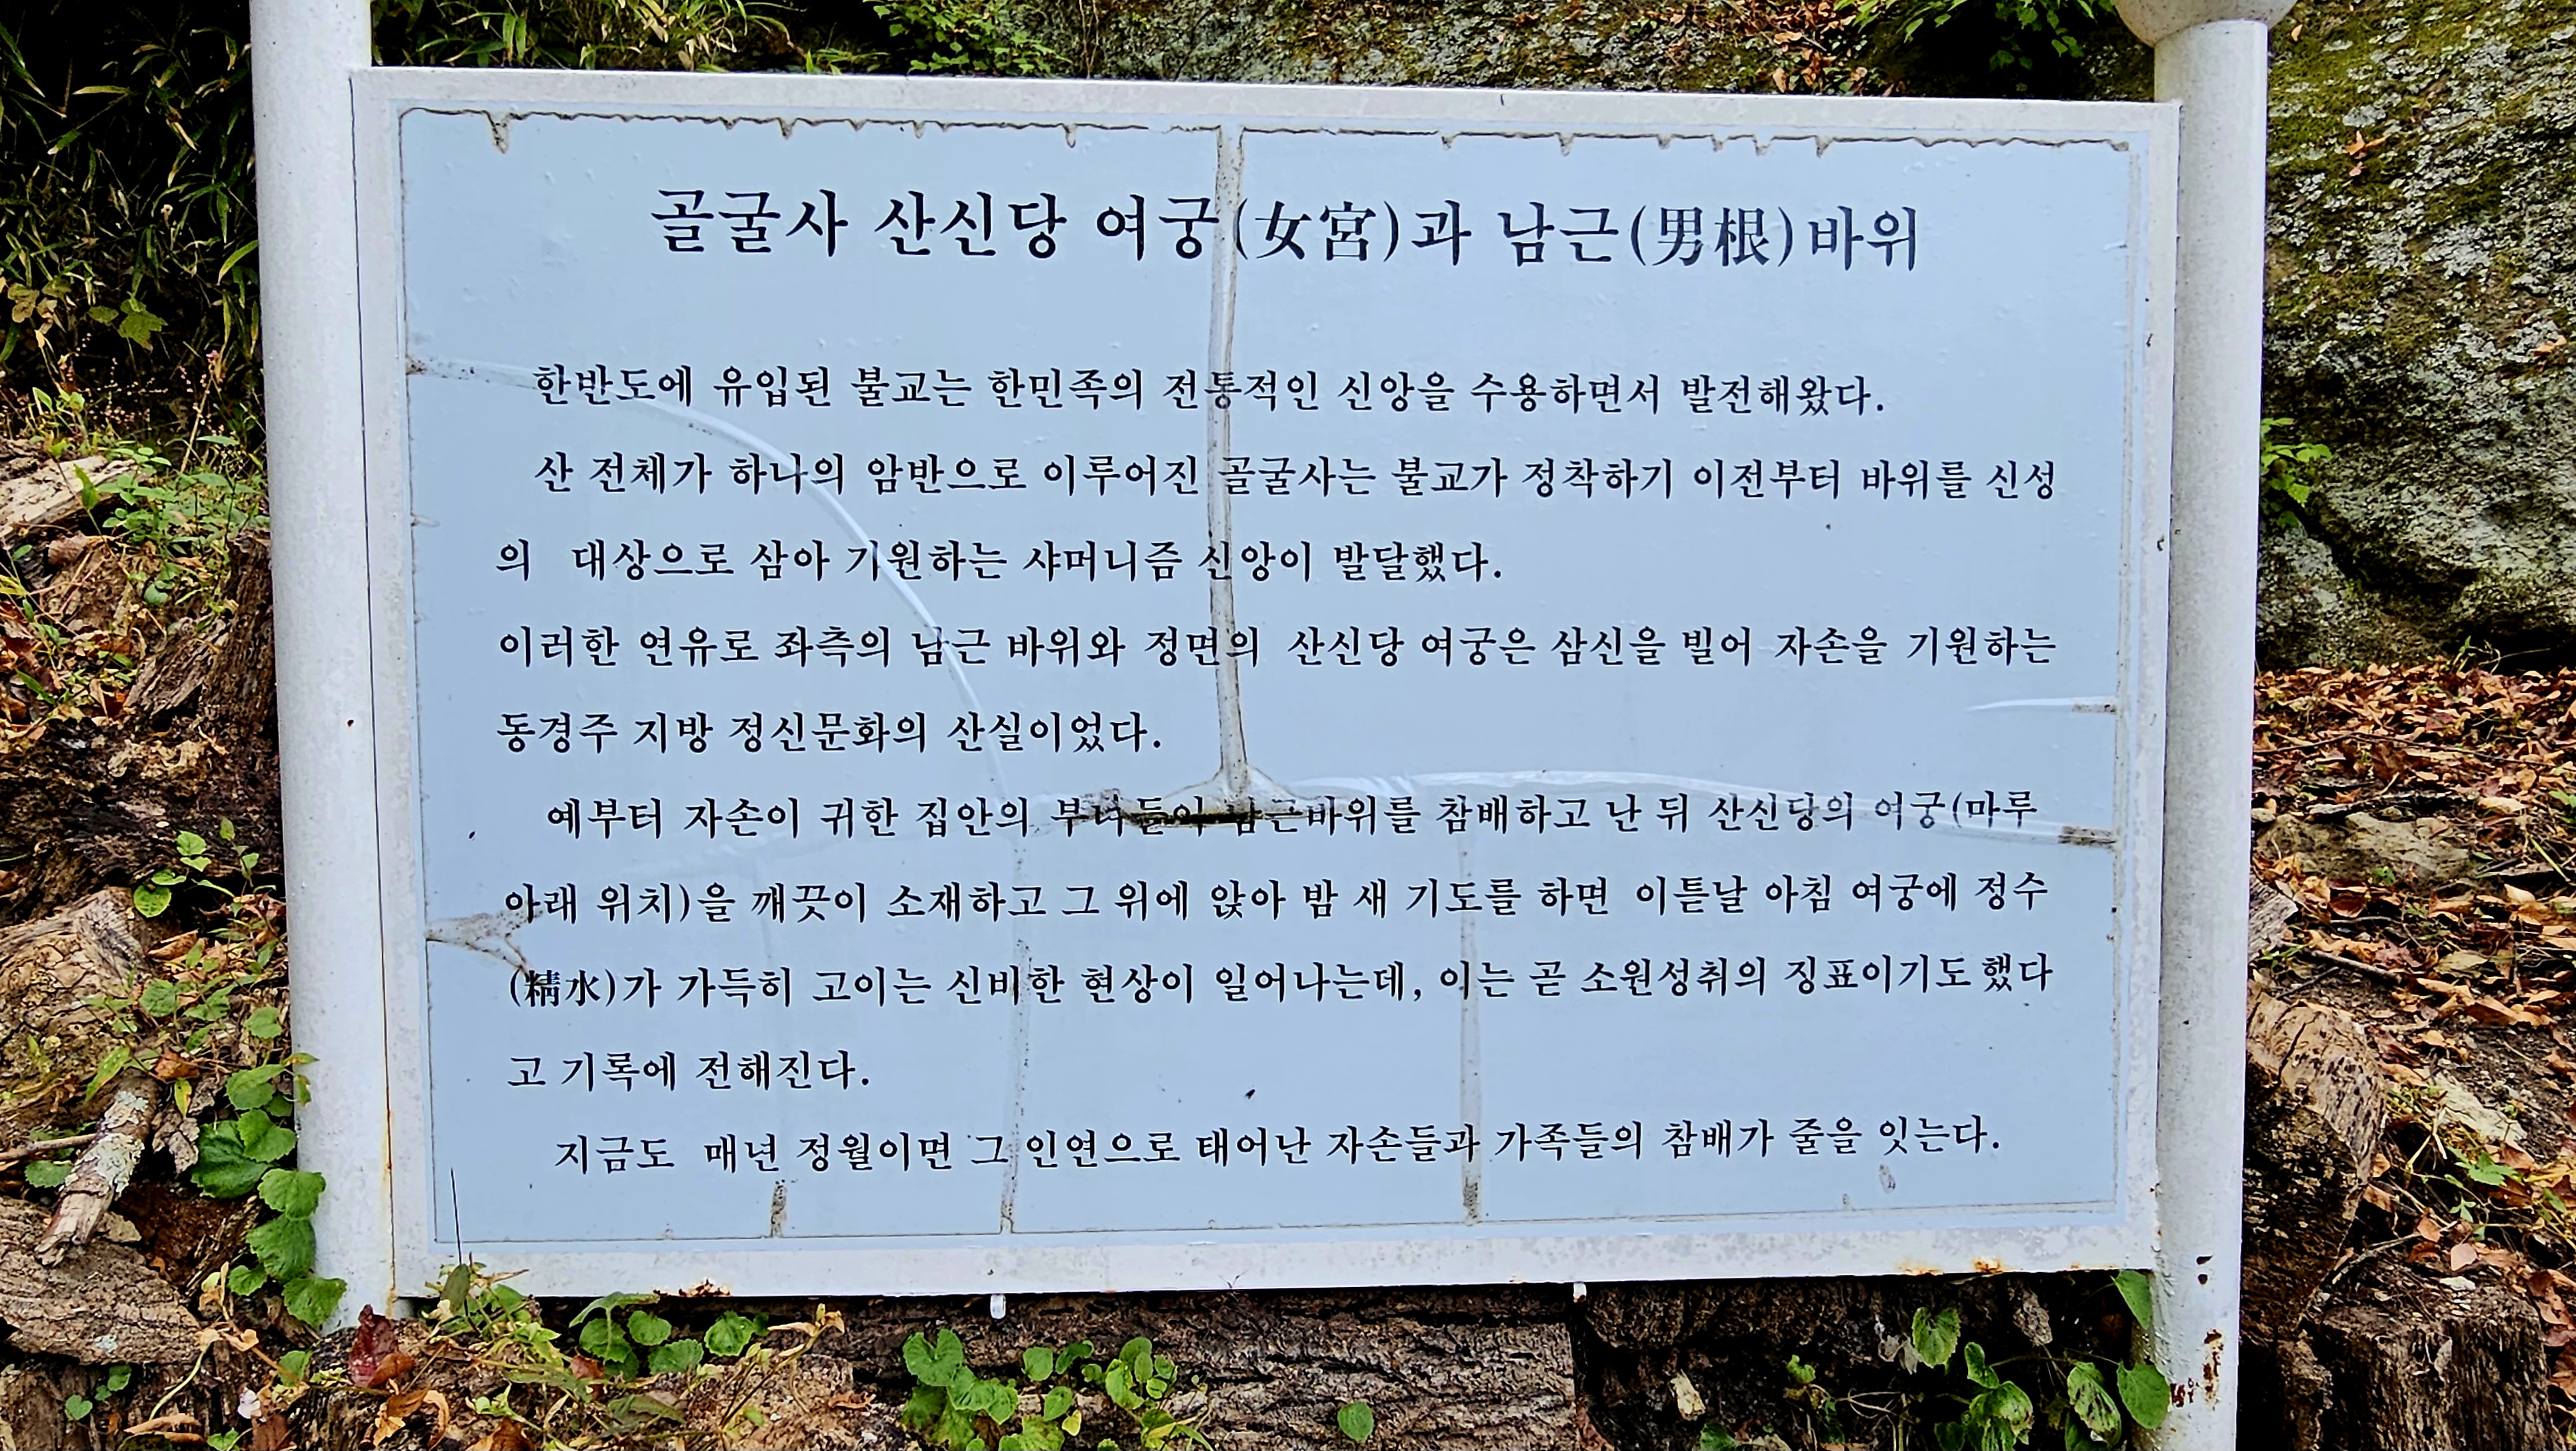 골굴사 산신당 여궁(女宮)과 남근(男根)바위
한반도에 유입된 불교는 한민족의 전통적인 신앙을 수용하면서 발전해왔다.
산 전체가 하나의 암반으로 이루어진 골굴사는 불교가 정착하기 이전부터 바위를 신성
의 대상으로 삼아 기원하는 샤머니즘 신앙이 발달했다.
이러한 연유로 좌측의 남근 바위와 정면의 산신당 여궁은 삼신을 빌어 자손을 기원하는
동경주 지방 정신문화의 산실이었다.
예부터 자손이 귀한 집안의 부녀들이 남근바위를 참배하고 난 뒤 산신당의 여궁(마루
아래 위치)을 깨끗이 소재하고 그 위에 앉아 밤 새 기도를 하면 이튿날 아침 여궁에 정수
(精水)가 가득히 고이는 신비한 현상이 일어나는데, 이는 곧 소원성취의 징표이기도 했다
고 기록에 전해진다.
지금도 매년 정월이면 그 인연으로 태어난 자손들과 가족들의 참배가 줄을 잇는다.